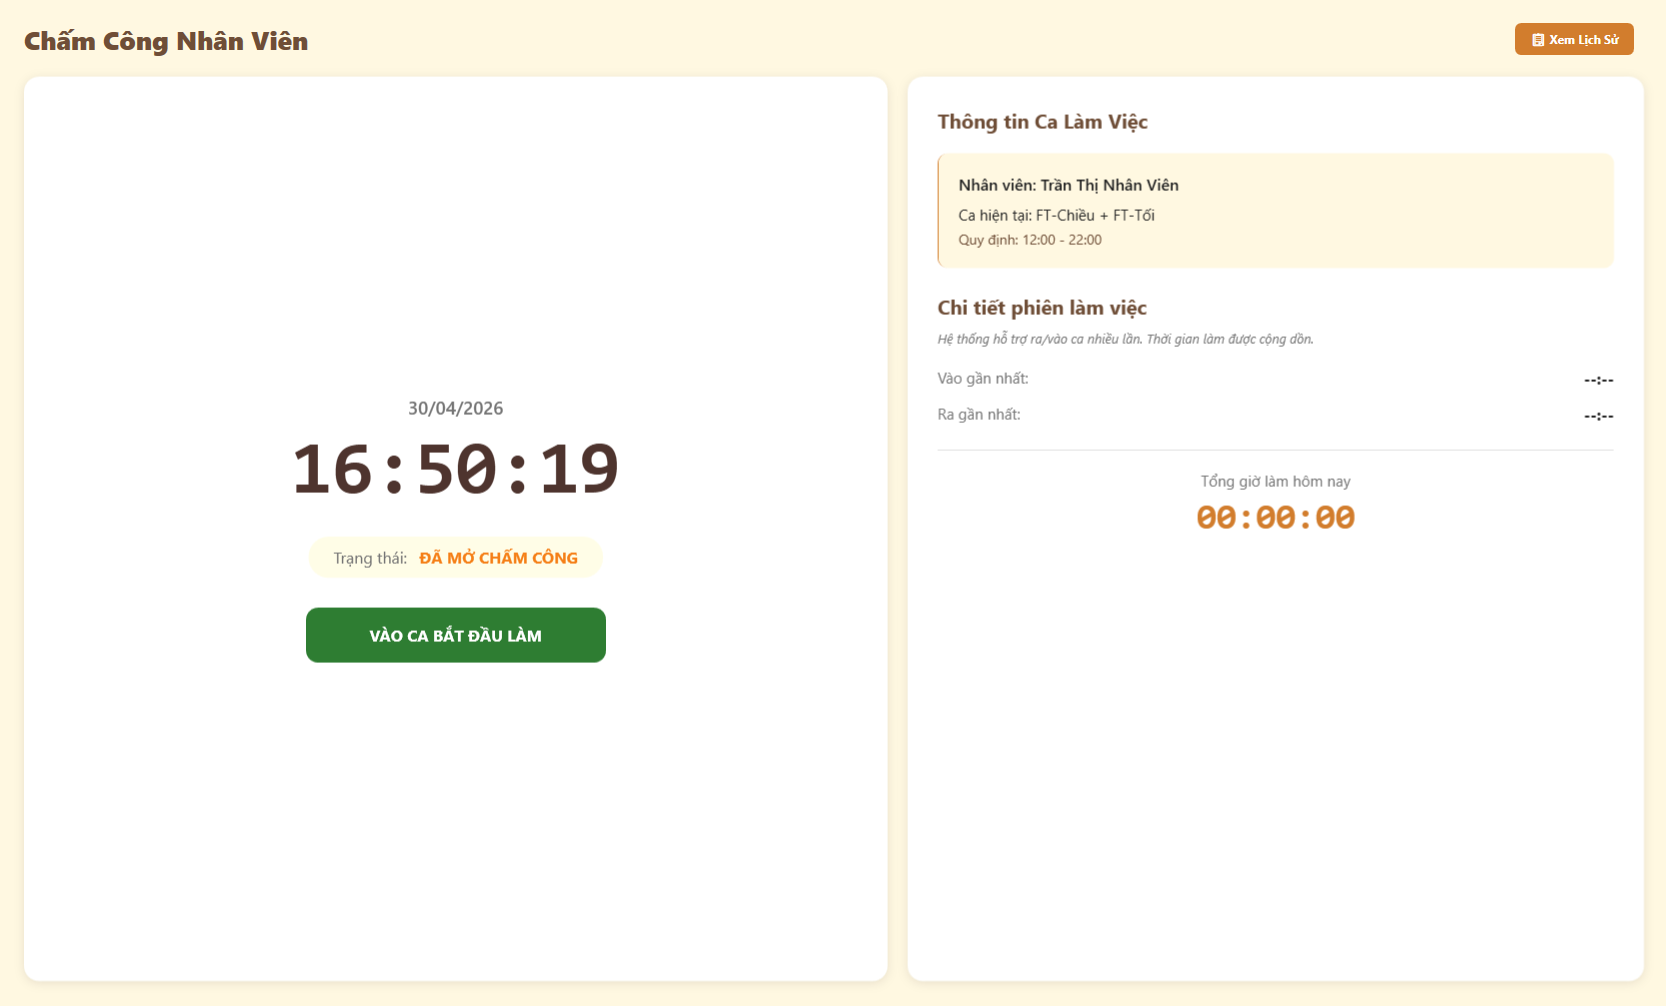 Chấm Công Nhân Viên
Xem Lịch Sử
30/04/2026
16:50:19
Trạng thái: ĐÃ MỞ CHẤM CÔNG
VÀO CA BẮT ĐẦU LÀM
Thông tin Ca Làm Việc
Nhân viên: Trần Thị Nhân Viên
Ca hiện tại: FT-Chiều + FT-Tối
Quy định: 12:00 - 22:00
Chi tiết phiên làm việc
Hệ thống hỗ trợ ra/vào ca nhiều lần. Thời gian làm được cộng dồn.
Vào gần nhất: --:--
Ra gần nhất: --:--
Tổng giờ làm hôm nay
00:00:00